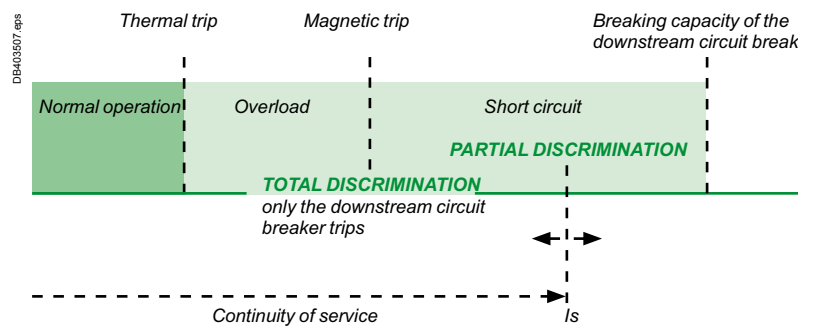 DB403507.eps
Thermal trip
Magnetic trip
Breaking capacity of the
downstream circuit break
Normal operation
Overload
Short circuit
PARTIAL DISCRIMINATION
TOTAL DISCRIMINATION
only the downstream circuit
breaker trips
Continuity of service
Is